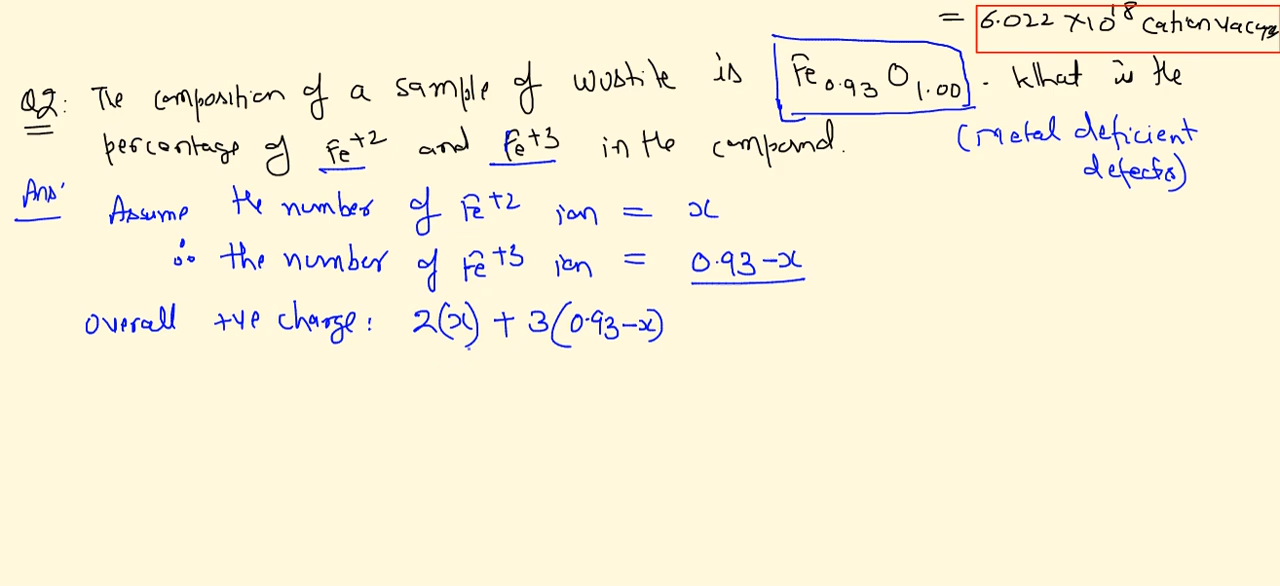 = 6.022 ×10^18 cation vacancy
Q2: The composition of a sample of wustite is Fe0.93 O1.00. What is the
percentage of Fe+2 and Fe+3 in the compound.
(metal deficient
defects)
Ans: Assume the number of Fe+2 ion = x
∴ the number of Fe+3 ion = 0.93-x
overall +ve charge: 2(x) + 3(0.93-x)